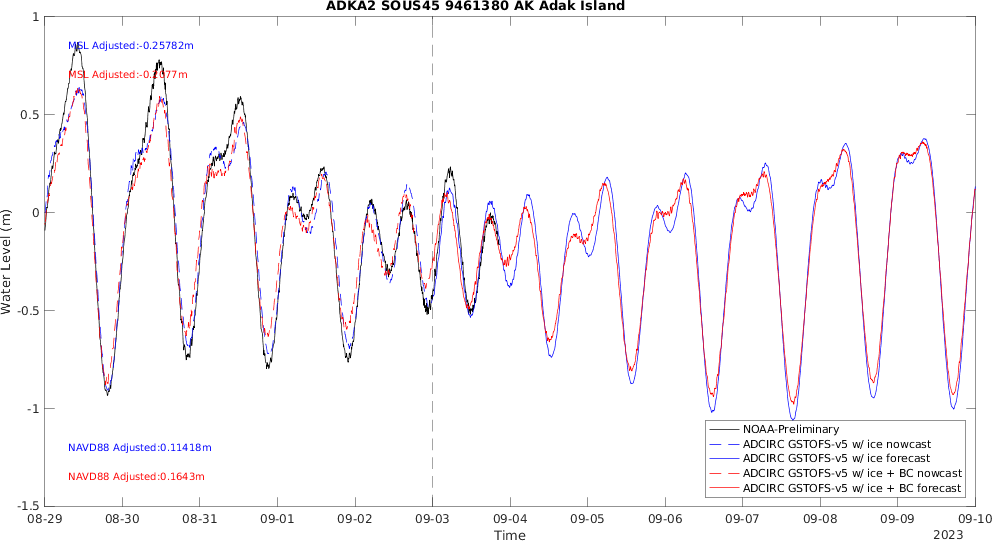 ADKA2 SOUS45 9461380 AK Adak Island
1
MSL Adjusted:-0.25782m
MSL Adjusted:-0.2077m
0.5
0
-0.5
-1
-1.5
Water Level (m)
NAVD88 Adjusted:0.11418m
NAVD88 Adjusted:0.1643m
NOAA-Preliminary
ADCIRC GSTOFS-v5 w/ ice nowcast
ADCIRC GSTOFS-v5 w/ ice forecast
ADCIRC GSTOFS-v5 w/ ice + BC nowcast
ADCIRC GSTOFS-v5 w/ ice + BC forecast
08-29 08-30 08-31 09-01 09-02 09-03 09-04 09-05 09-06 09-07 09-08 09-09 09-10
Time
2023